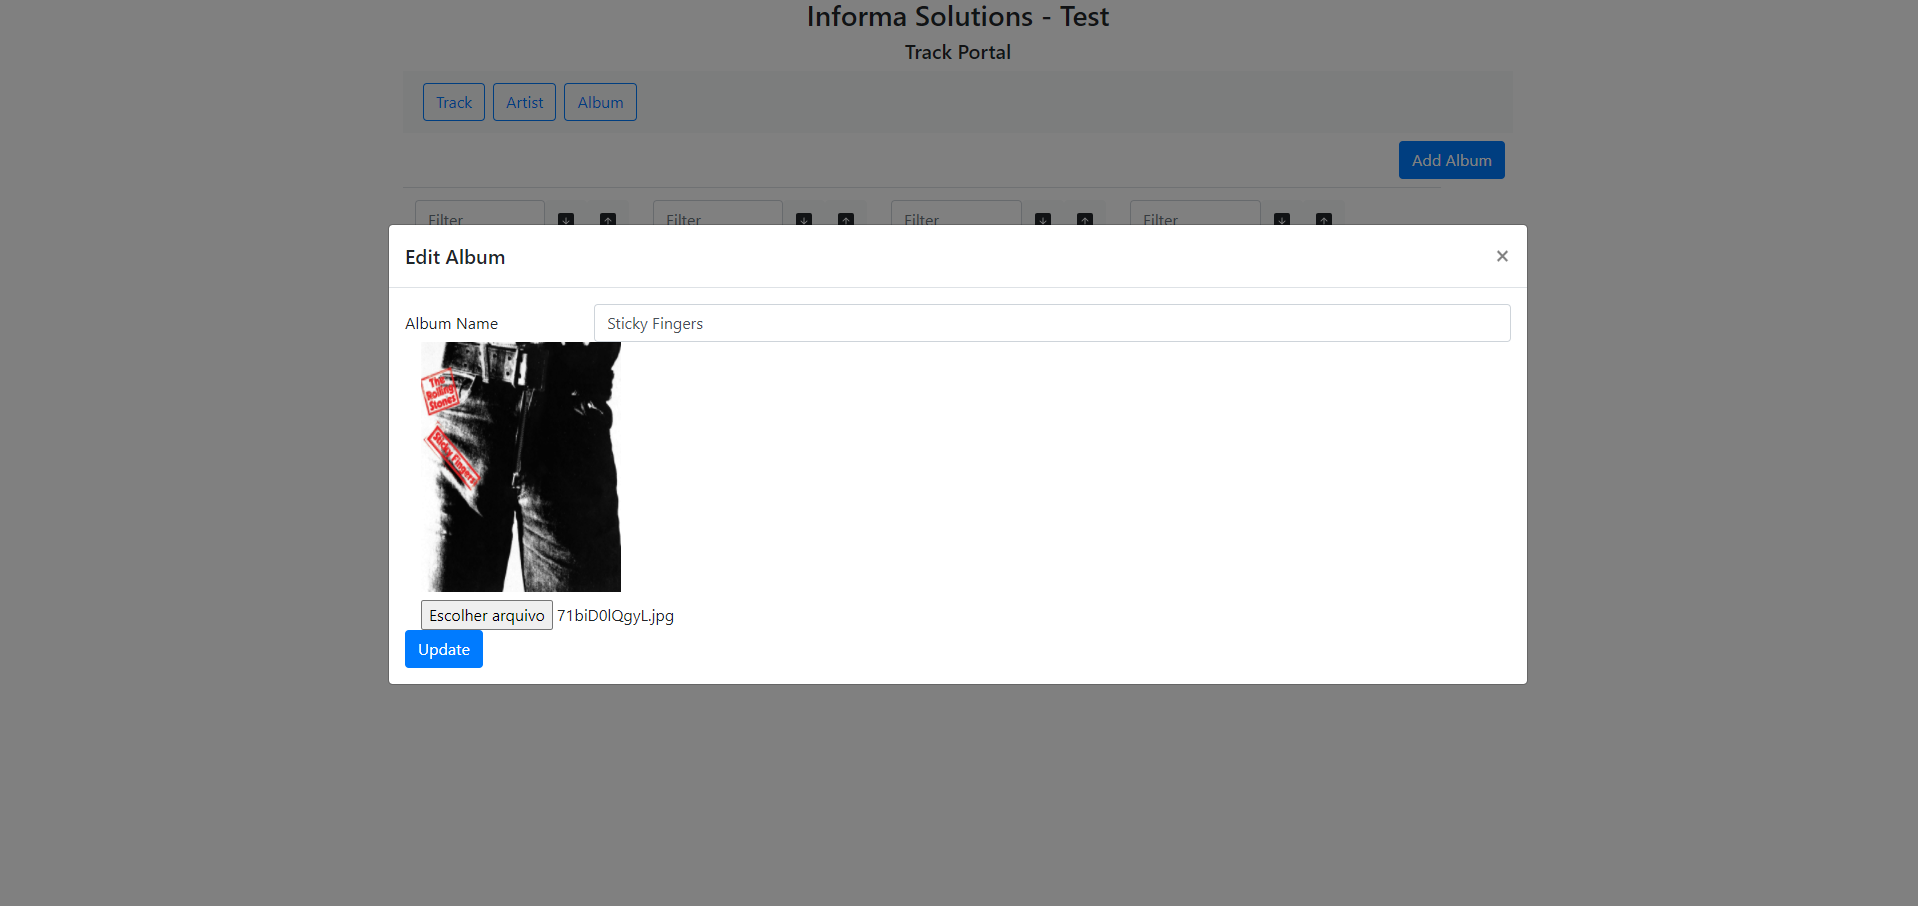 Informa Solutions - Test
Track Portal
Track Artist Album
Add Album
Filter Filter Filter Filter
Edit Album ×
Album Name Sticky Fingers
The
Rolling
Stones
Sticky Fingers
Escolher arquivo 71biD0lQgyL.jpg
Update